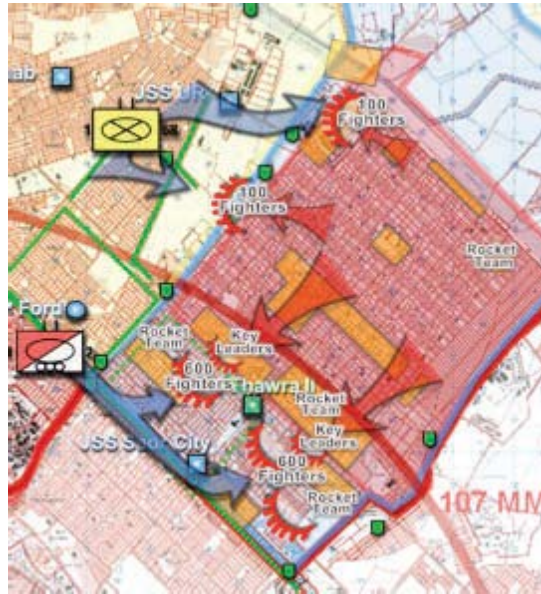 JSS UR
100
Fighters
100
Fighters
Rocket
Team
Ford
Rocket
Team
Key
Leaders
600
Fighters
Thawra II
Rocket
Team
Key
Leaders
600
Fighters
Rocket
Team
107 MM